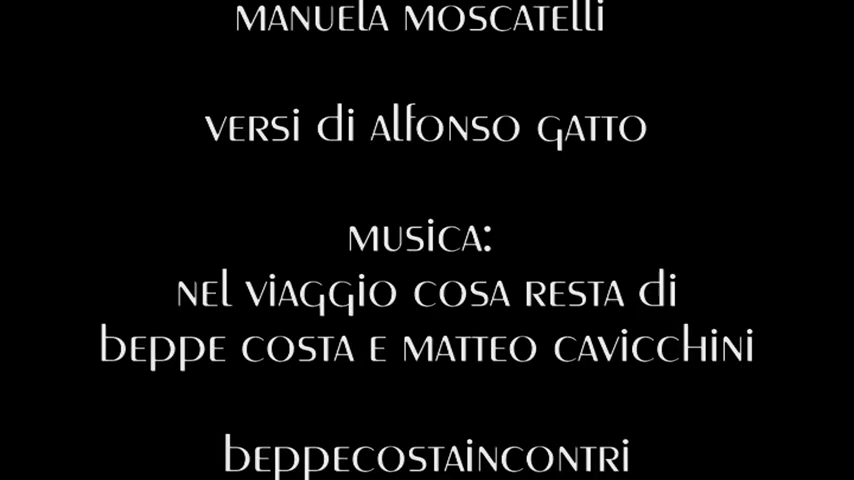 MANUELA MOSCATELLI
VERSI di ALFONSO GATTO
MUSICA:
NEL VIAGGIO COSA RESTA di
bEPPE COSTA E MATTEO CAVICCHINI
bEPPECOSTAINCONTRI